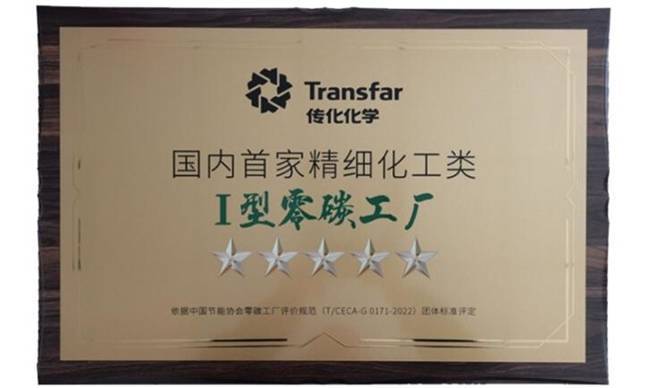 Transfar
传化化学
国内首家精细化工类
I型零碳工厂
依据中国节能协会零碳工厂评价规范（T/CECA-G 0171-2022）团体标准评定